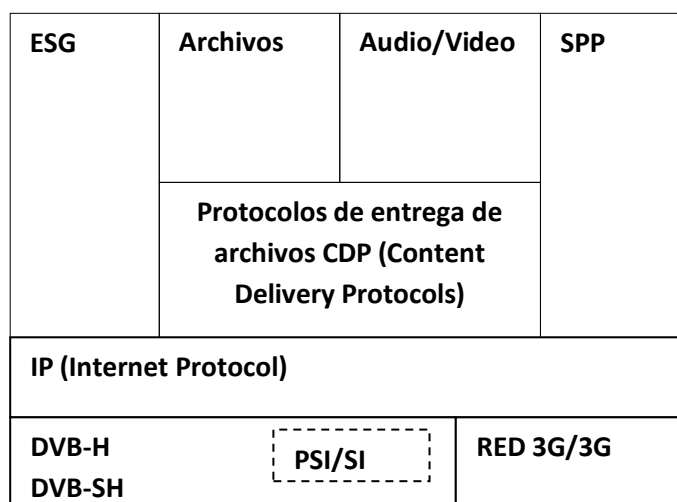 ESG
Archivos
Audio/Video
SPP
Protocolos de entrega de
archivos CDP (Content
Delivery Protocols)
IP (Internet Protocol)
DVB-H
DVB-SH
PSI/SI
RED 3G/3G